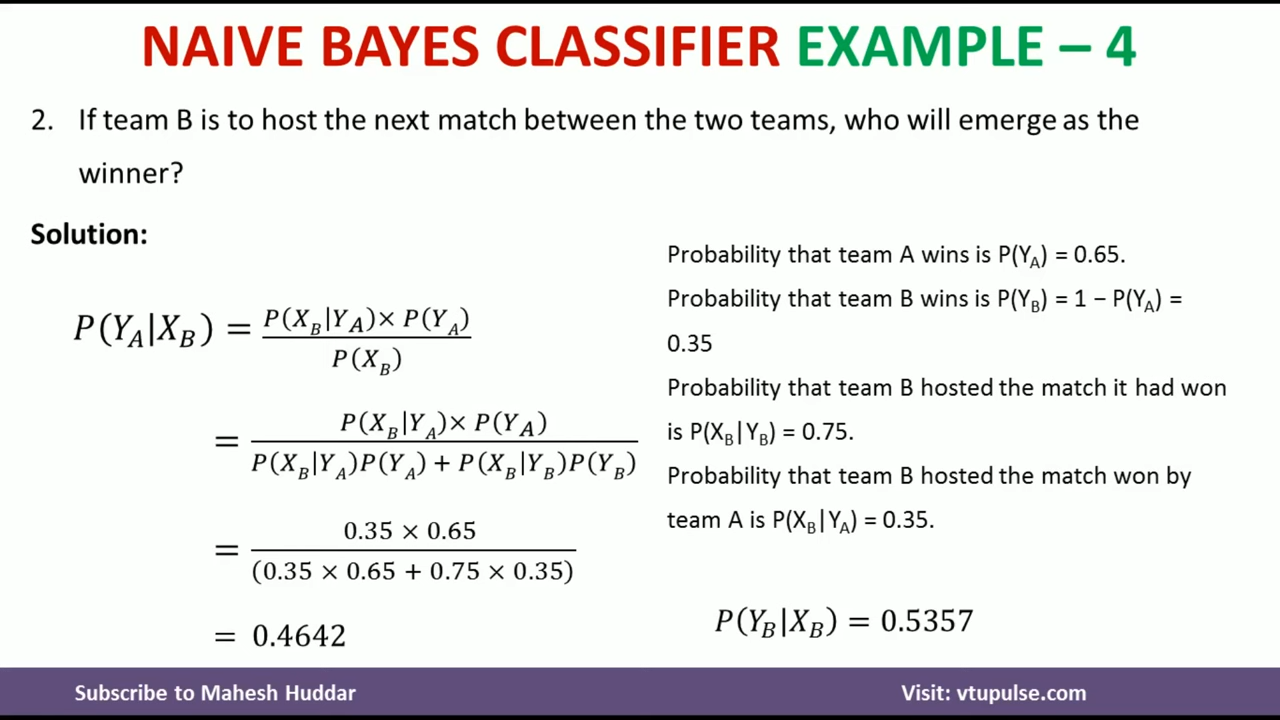 NAIVE BAYES CLASSIFIER EXAMPLE – 4
2. If team B is to host the next match between the two teams, who will emerge as the
winner?
Solution:
P(Y_A|X_B) = \frac{P(X_B|Y_A) × P(Y_A)}{P(X_B)}
= \frac{P(X_B|Y_A) × P(Y_A)}{P(X_B|Y_A)P(Y_A) + P(X_B|Y_B)P(Y_B)}
= \frac{0.35 × 0.65}{(0.35 × 0.65 + 0.75 × 0.35)}
= 0.4642
Probability that team A wins is P(Y_A) = 0.65.
Probability that team B wins is P(Y_B) = 1 − P(Y_A) =
0.35
Probability that team B hosted the match it had won
is P(X_B|Y_B) = 0.75.
Probability that team B hosted the match won by
team A is P(X_B|Y_A) = 0.35.
P(Y_B|X_B) = 0.5357
Subscribe to Mahesh Huddar
Visit: vtupulse.com